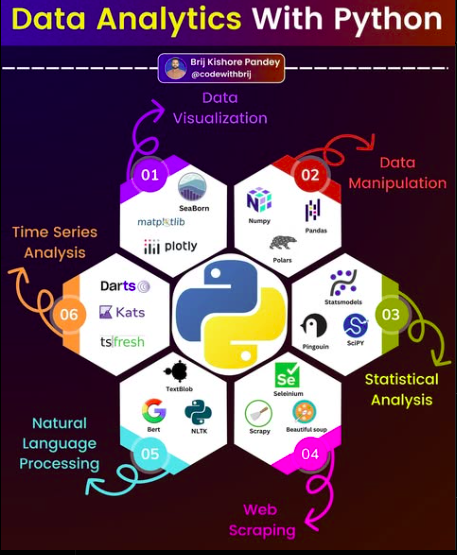 Data Analytics With Python
Brij Kishore Pandey
@codewithbrij
Data
Visualization
01
SeaBorn
matplotlib
plotly
02
Data
Manipulation
Numpy
Pandas
Polars
Statsmodels
Pingouin
SciPY
03
Statistical
Analysis
Se
Seleinium
Scrapy
Beautiful soup
04
Web
Scraping
TextBlob
G
Bert
NLTK
05
Natural
Language
Processing
Time Series
Analysis
06
Darts
Kats
tsfresh